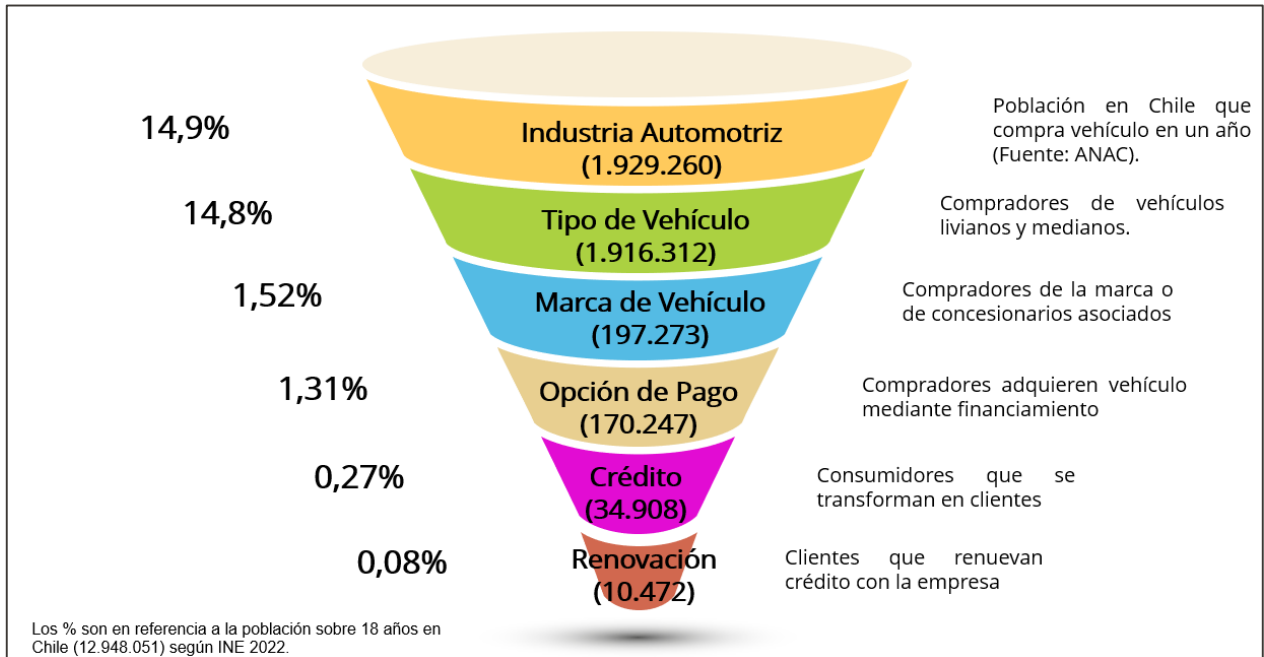 14,9%
Industria Automotriz
(1.929.260)
Población en Chile que
compra vehículo en un año
(Fuente: ANAC).
14,8%
Tipo de Vehículo
(1.916.312)
Compradores de vehículos
livianos y medianos.
1,52%
Marca de Vehículo
(197.273)
Compradores de la marca o
de concesionarios asociados
1,31%
Opción de Pago
(170.247)
Compradores adquieren vehículo
mediante financiamiento
0,27%
Crédito
(34.908)
Consumidores que se
transforman en clientes
0,08%
Renovación
(10.472)
Clientes que renuevan
crédito con la empresa
Los % son en referencia a la población sobre 18 años en
Chile (12.948.051) según INE 2022.